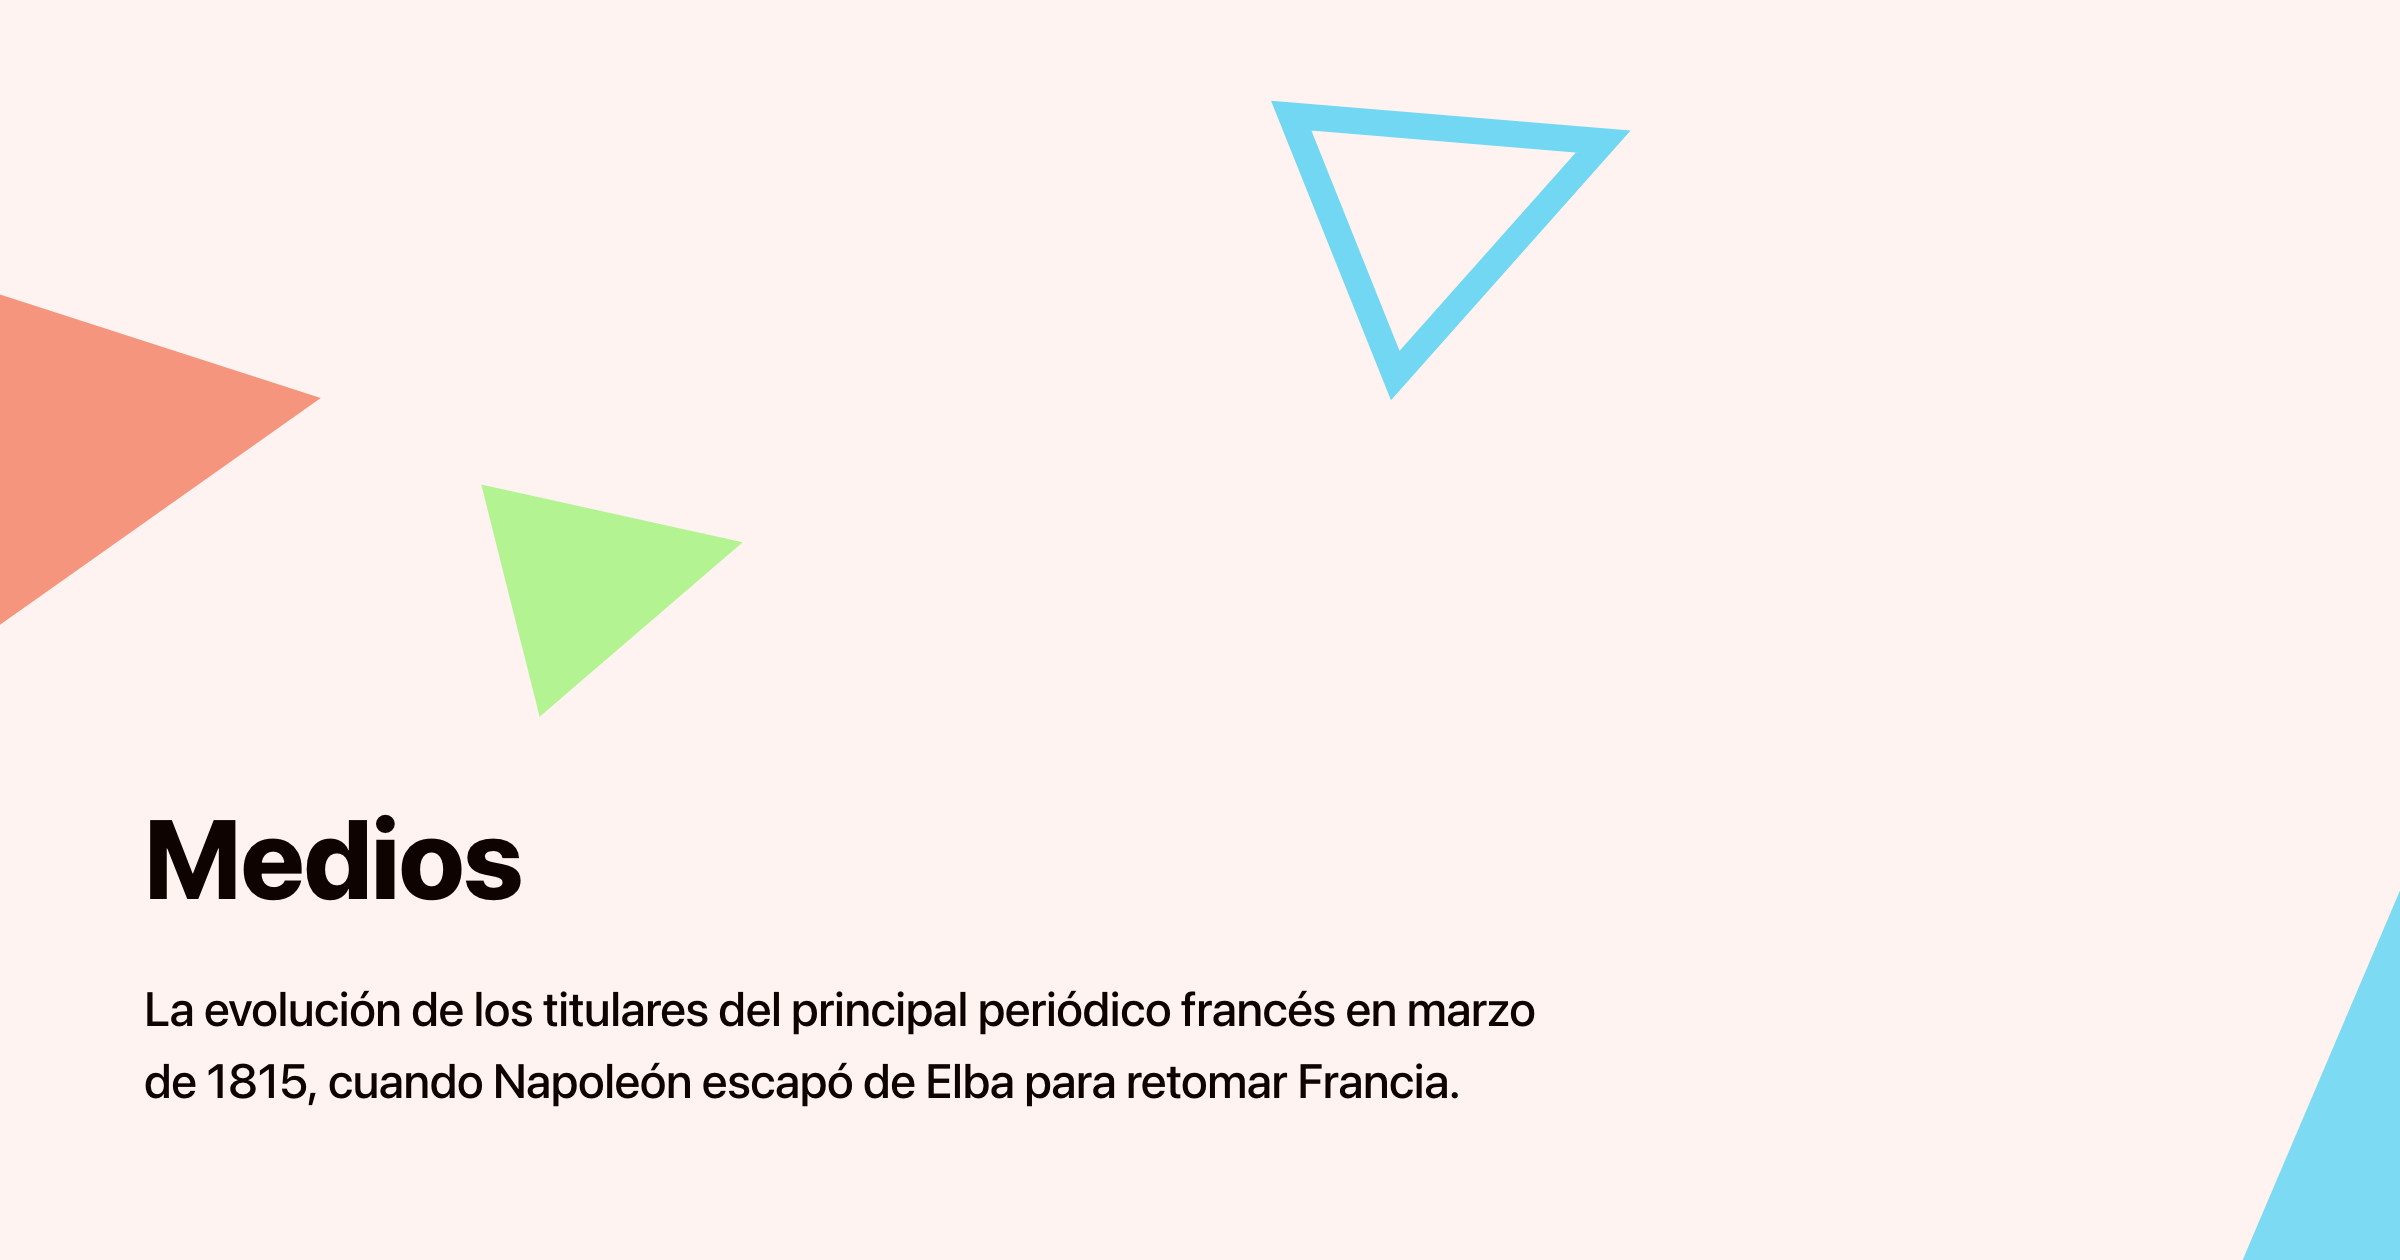 Medios
La evolución de los titulares del principal periódico francés en marzo
de 1815, cuando Napoleón escapó de Elba para retomar Francia.